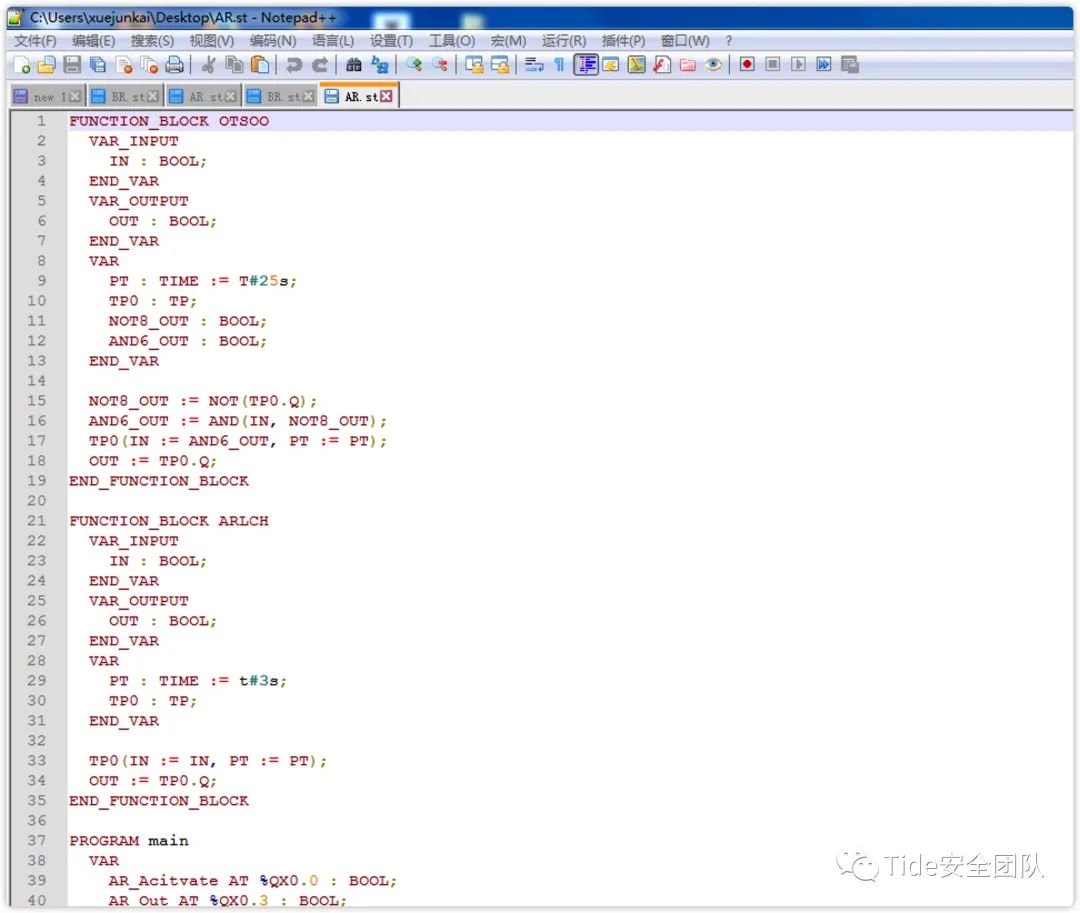 C:\Users\xuejunkai\Desktop\AR.st - Notepad++
文件(F) 编辑(E) 搜索(S) 视图(V) 编码(N) 语言(L) 设置(T) 工具(O) 宏(M) 运行(R) 插件(P) 窗口(W) ?
new 1 BR.st AR.st BR.st AR.st
1 FUNCTION_BLOCK OTSOO
2 VAR_INPUT
3 IN : BOOL;
4 END_VAR
5 VAR_OUTPUT
6 OUT : BOOL;
7 END_VAR
8 VAR
9 PT : TIME := T#25s;
10 TP0 : TP;
11 NOT8_OUT : BOOL;
12 AND6_OUT : BOOL;
13 END_VAR
14
15 NOT8_OUT := NOT(TP0.Q);
16 AND6_OUT := AND(IN, NOT8_OUT);
17 TP0(IN := AND6_OUT, PT := PT);
18 OUT := TP0.Q;
19 END_FUNCTION_BLOCK
20
21 FUNCTION_BLOCK ARLCH
22 VAR_INPUT
23 IN : BOOL;
24 END_VAR
25 VAR_OUTPUT
26 OUT : BOOL;
27 END_VAR
28 VAR
29 PT : TIME := t#3s;
30 TP0 : TP;
31 END_VAR
32
33 TP0(IN := IN, PT := PT);
34 OUT := TP0.Q;
35 END_FUNCTION_BLOCK
36
37 PROGRAM main
38 VAR
39 AR_Acitvate AT %QX0.0 : BOOL;
40 AR_Out AT %QX0.3 : BOOL;
Tide安全团队